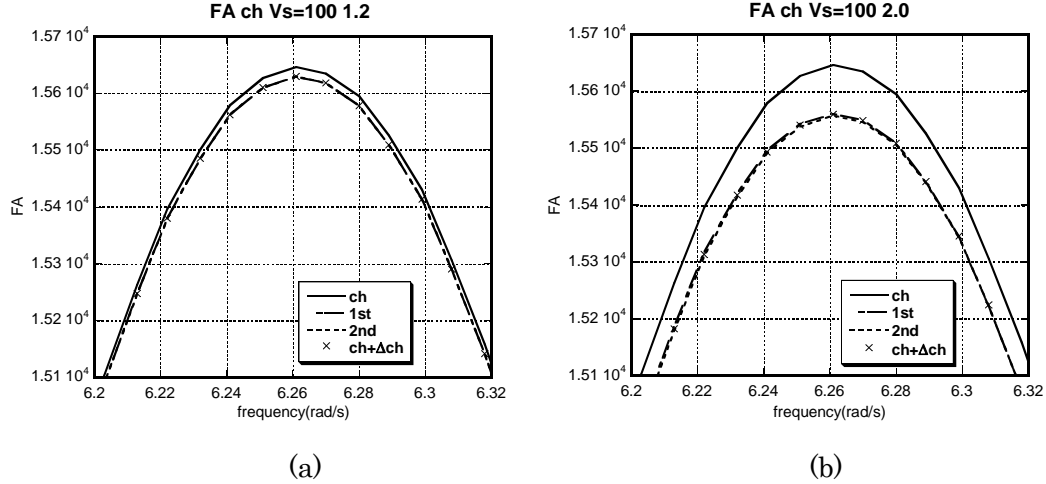 FA ch Vs=100 1.2
1.57 10⁴
1.56 10⁴
1.55 10⁴
1.54 10⁴
1.53 10⁴
1.52 10⁴
1.51 10⁴
FA
ch
1st
2nd
ch+Δch
6.2 6.22 6.24 6.26 6.28 6.3 6.32
frequency(rad/s)
(a)
FA ch Vs=100 2.0
1.57 10⁴
1.56 10⁴
1.55 10⁴
1.54 10⁴
1.53 10⁴
1.52 10⁴
1.51 10⁴
FA
ch
1st
2nd
ch+Δch
6.2 6.22 6.24 6.26 6.28 6.3 6.32
frequency(rad/s)
(b)